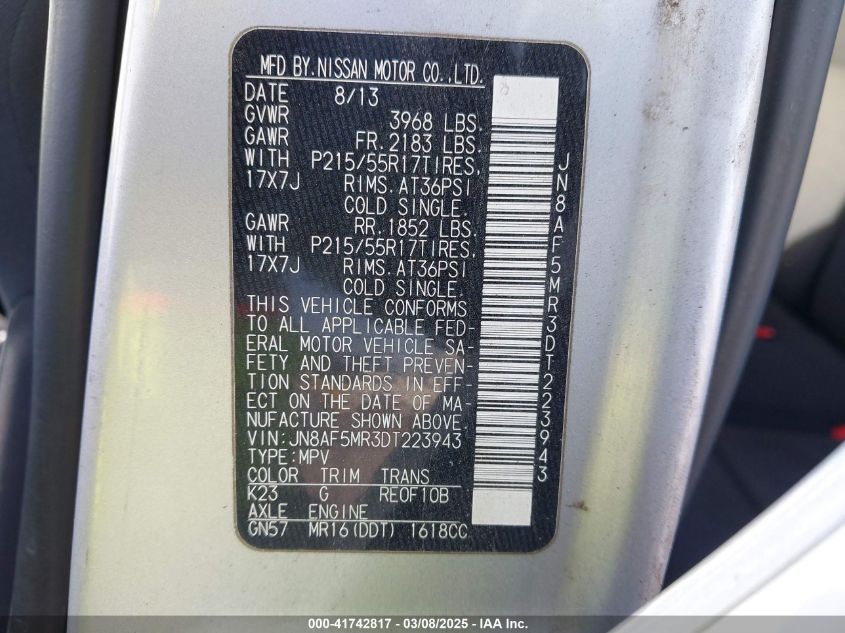 MFD BY.NISSAN MOTOR CO.,LTD.
DATE 8/13
GVWR 3968 LBS.
GAWR FR.2183 LBS.
WITH P215/55R17TIRES,
17X7J RIMS.AT36PSI
COLD SINGLE.
GAWR RR.1852 LBS.
WITH P215/55R17TIRES,
17X7J RIMS.AT36PSI
COLD SINGLE.
THIS VEHICLE CONFORMS
TO ALL APPLICABLE FED-
ERAL MOTOR VEHICLE SA-
FETY AND THEFT PREVEN-
TION STANDARDS IN EFF-
ECT ON THE DATE OF MA-
NUFACTURE SHOWN ABOVE.
VIN:JN8AF5MR3DT223943
TYPE:MPV
COLOR TRIM TRANS
K23 G RE0F10B
AXLE ENGINE
GN57 MR16(DDT) 1618CC
JN8AF5MR3DT223943
000-41742817 - 03/08/2025 - IAA Inc.